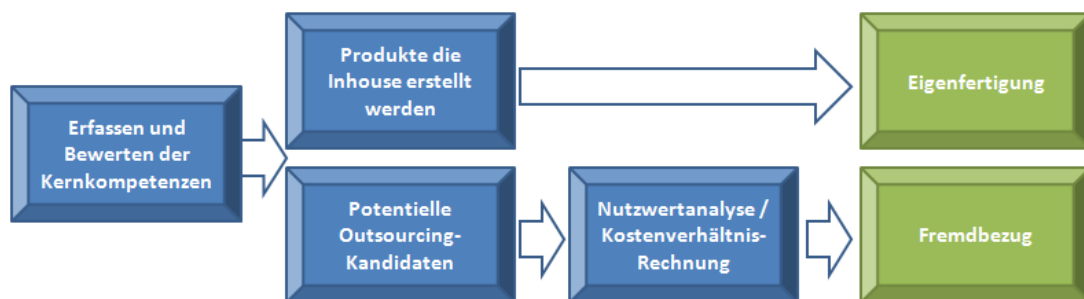 Erfassen und
Bewerten der
Kernkompetenzen
Produkte die
Inhouse erstellt
werden
Eigenfertigung
Potentielle
Outsourcing-
Kandidaten
Nutzwertanalyse /
Kostenverhältnis-
Rechnung
Fremdbezug